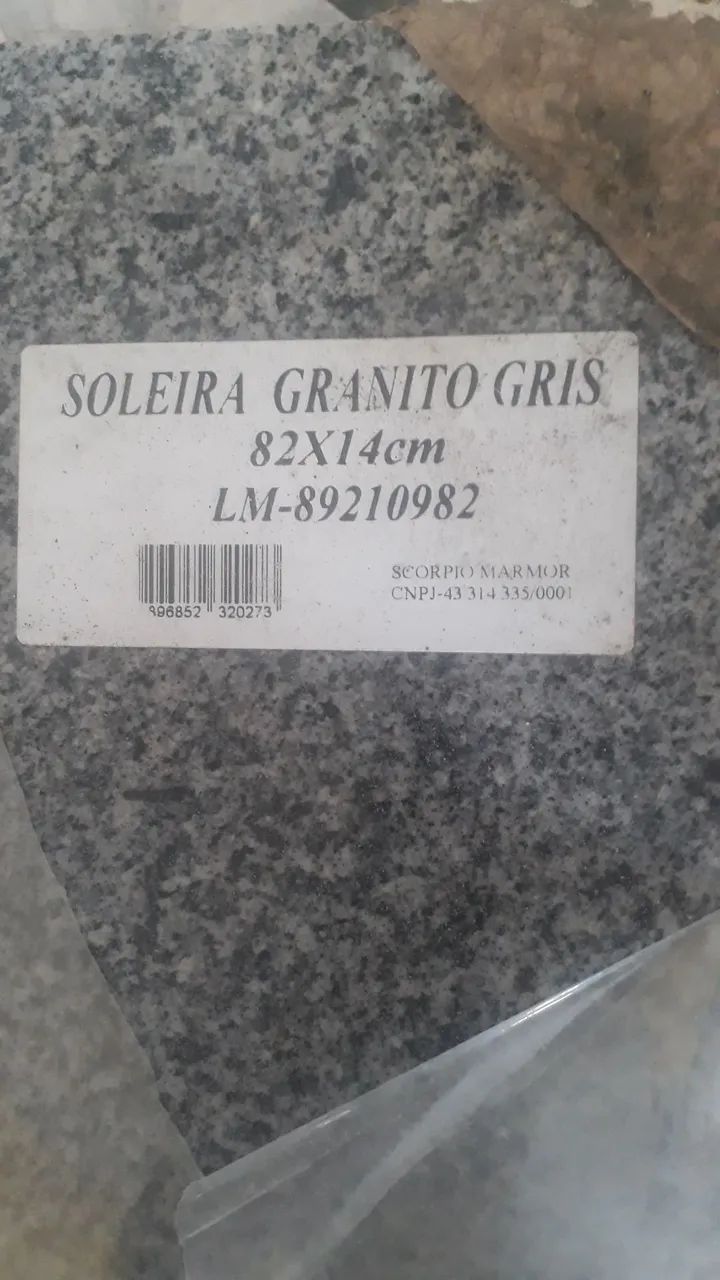 SOLEIRA GRANITO GRIS
82X14cm
LM-89210982
SCORPIO MARMOR
CNPJ-43 314 335/0001
896852 320273